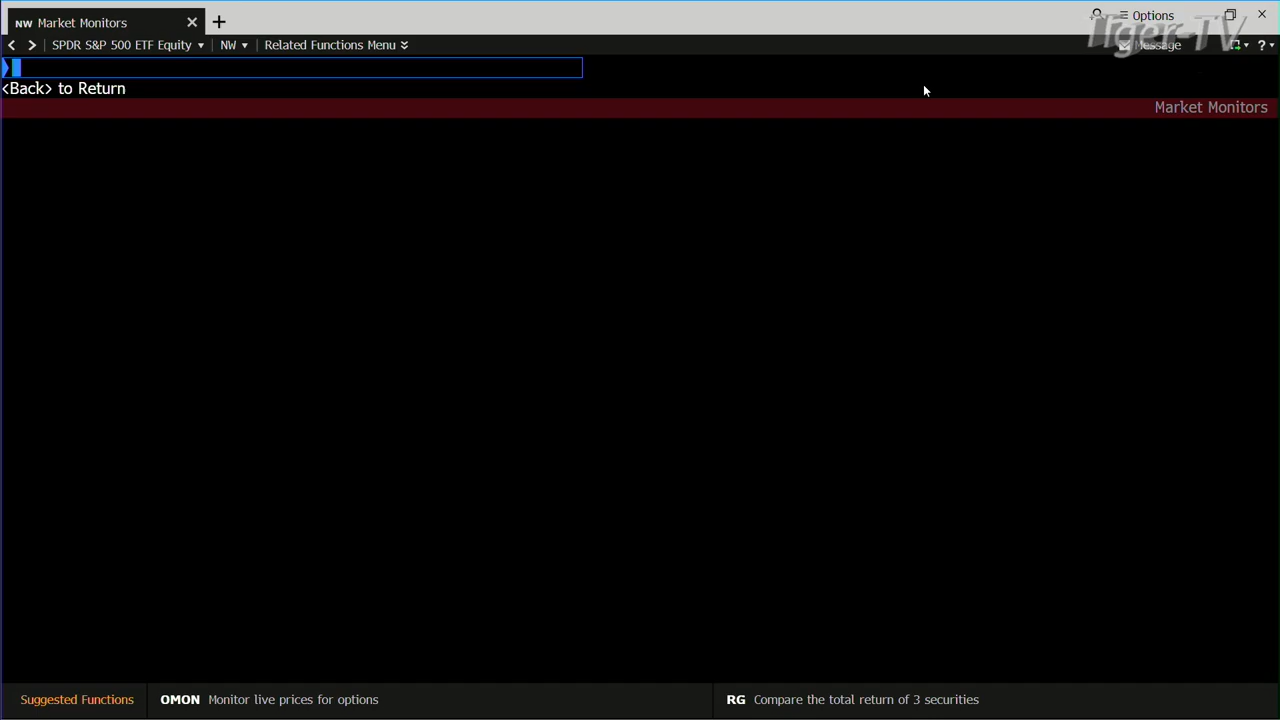 NW Market Monitors
Options
SPDR S&P 500 ETF Equity NW Related Functions Menu
Message ?
Tiger-TV
<Back> to Return
Market Monitors
Suggested Functions OMON Monitor live prices for options RG Compare the total return of 3 securities